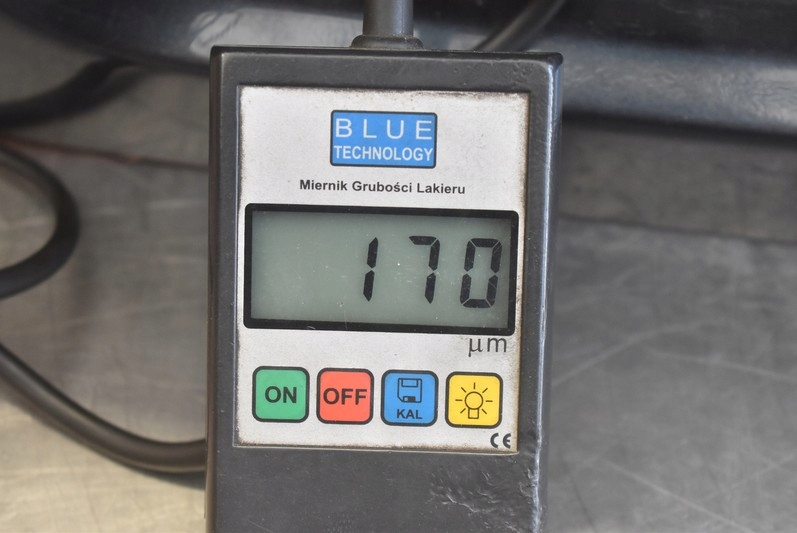 BLUE
TECHNOLOGY
Miernik Grubości Lakieru
170
μm
ON OFF KAL
CE